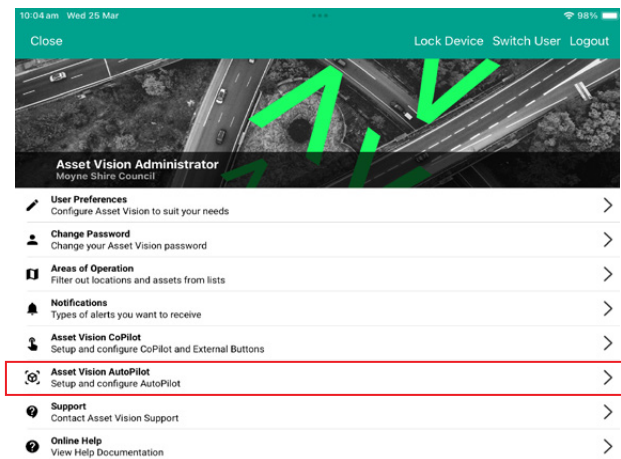 10:04 am Wed 25 Mar
98%
Close
Lock Device Switch User Logout
Asset Vision Administrator
Moyne Shire Council
User Preferences
Configure Asset Vision to suit your needs
Change Password
Change your Asset Vision password
Areas of Operation
Filter out locations and assets from lists
Notifications
Types of alerts you want to receive
Asset Vision CoPilot
Setup and configure CoPilot and External Buttons
Asset Vision AutoPilot
Setup and configure AutoPilot
Support
Contact Asset Vision Support
Online Help
View Help Documentation